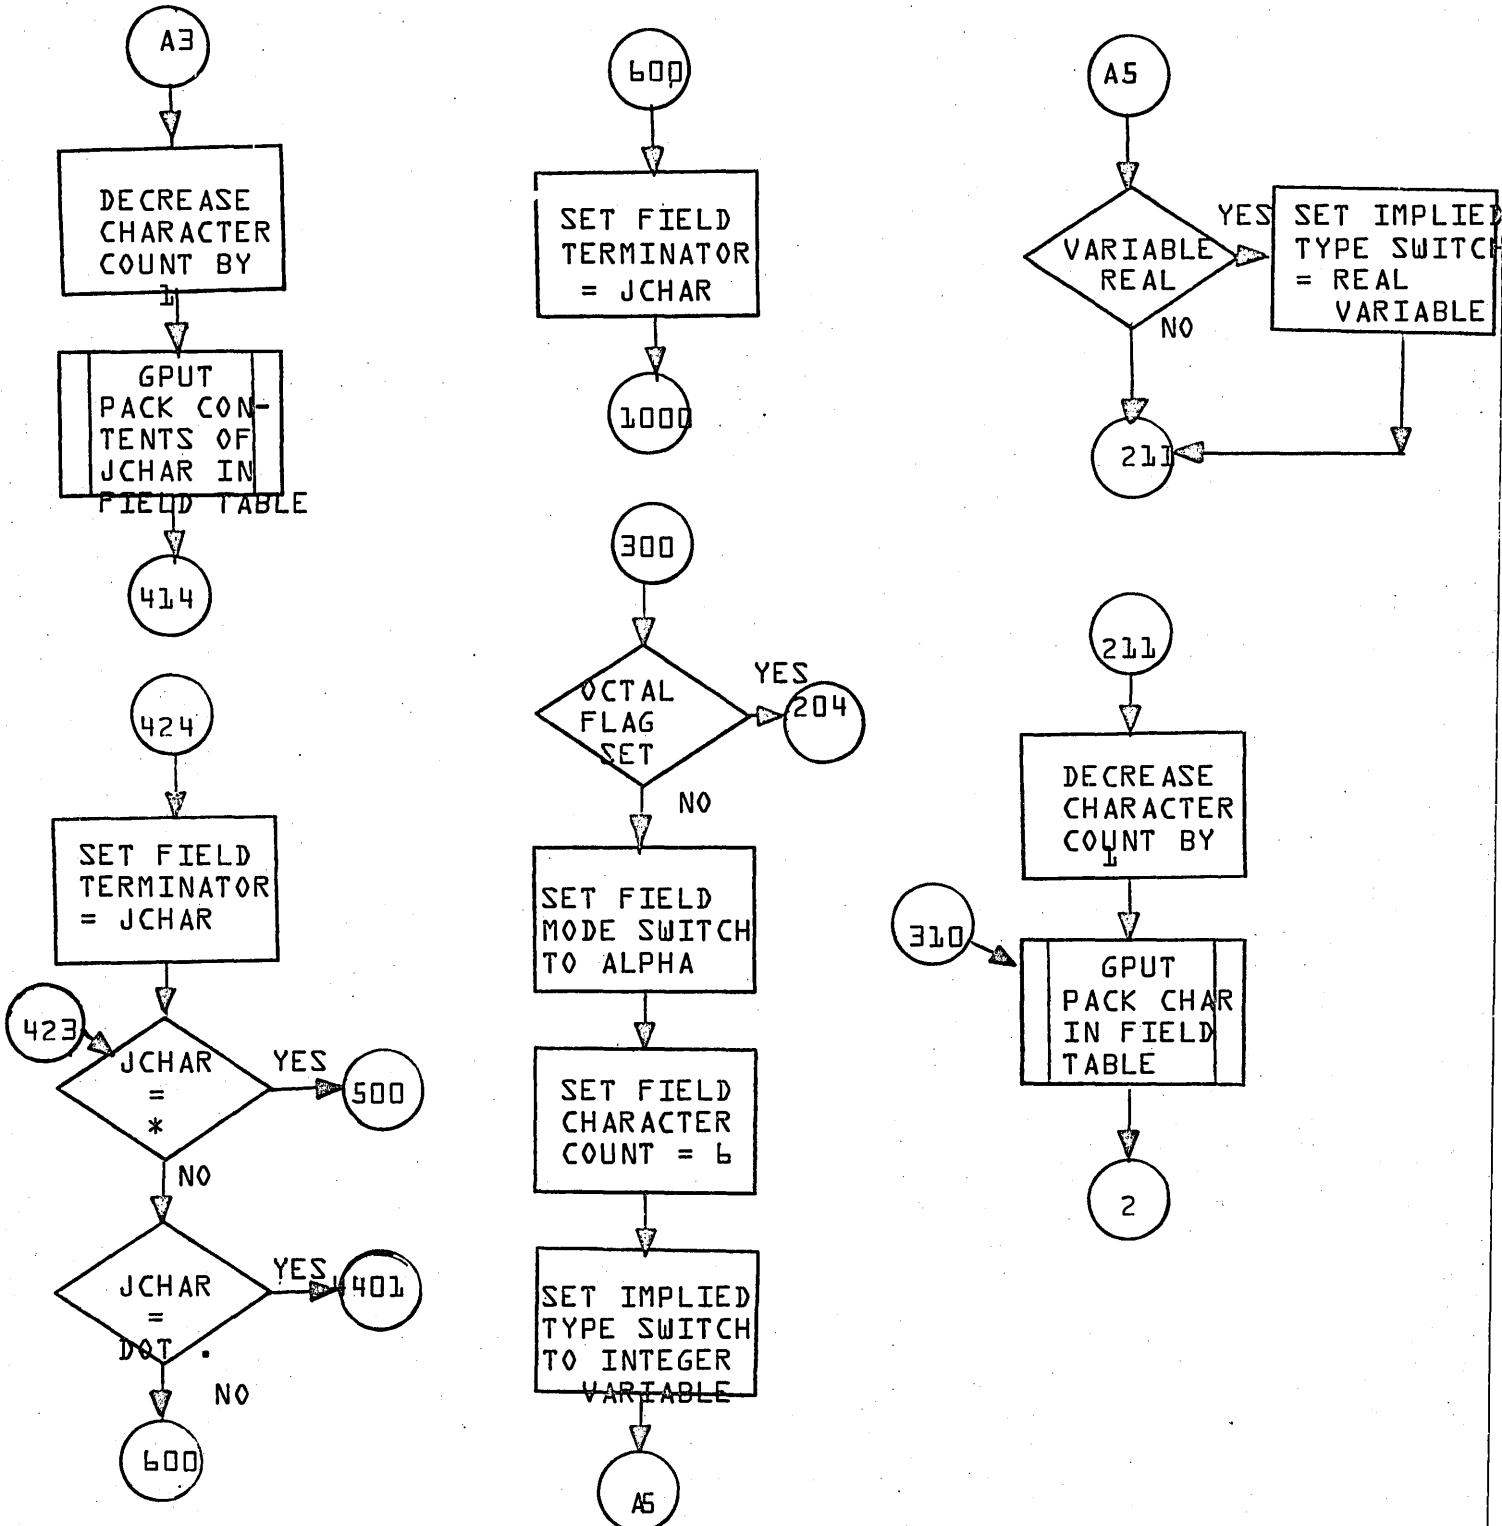 A3
DECREASE
CHARACTER
COUNT BY
1
GPUT
PACK CON-
TENTS OF
JCHAR IN
FIELD TABLE
414
424
SET FIELD
TERMINATOR
= JCHAR
423
JCHAR
=
*
YES
500
NO
JCHAR
=
DOT .
YES
401
NO
600
600
SET FIELD
TERMINATOR
= JCHAR
1000
300
OCTAL
FLAG
SET
YES
204
NO
SET FIELD
MODE SWITCH
TO ALPHA
SET FIELD
CHARACTER
COUNT = 6
SET IMPLIED
TYPE SWITCH
TO INTEGER
VARIABLE
A5
A5
VARIABLE
REAL
YES
SET IMPLIED
TYPE SWITCH
= REAL
VARIABLE
NO
211
211
DECREASE
CHARACTER
COUNT BY
1
310
GPUT
PACK CHAR
IN FIELD
TABLE
2